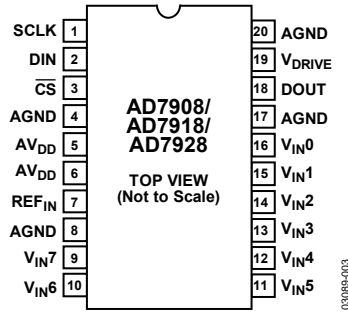 SCLK 1
DIN 2
CS 3
AGND 4
AVDD 5
AVDD 6
REFIN 7
AGND 8
VIN7 9
VIN6 10
AD7908/
AD7918/
AD7928
TOP VIEW
(Not to Scale)
20 AGND
19 VDRIVE
18 DOUT
17 AGND
16 VIN0
15 VIN1
14 VIN2
13 VIN3
12 VIN4
11 VIN5
03089-003